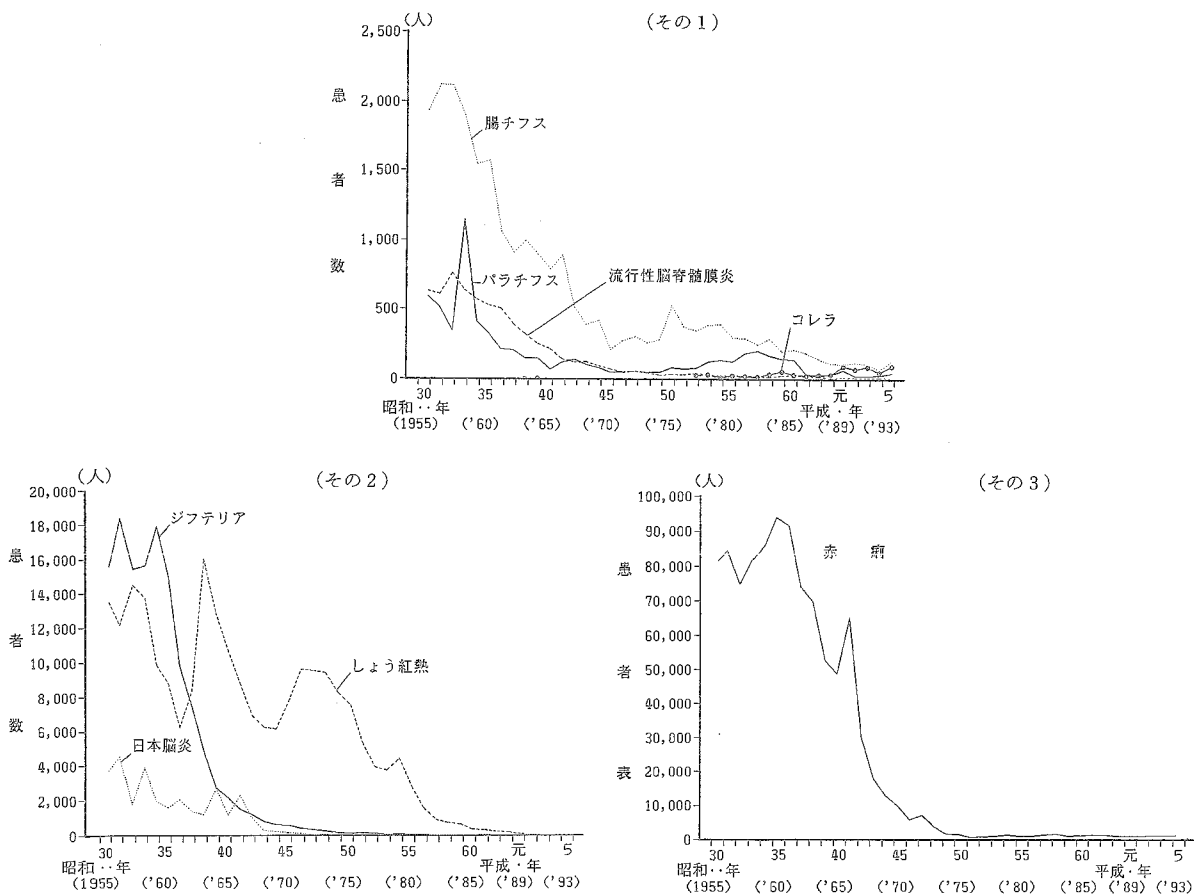 (その1)
(人)
2,500
2,000
1,500
1,000
500
0
患者数
腸チフス
パラチフス
流行性脳脊髄膜炎
コレラ
30 35 40 45 50 55 60 元 5
昭和‥年 平成・年
(1955) ('60) ('65) ('70) ('75) ('80) ('85) ('89) ('93)
(その2)
(人)
20,000
18,000
16,000
14,000
12,000
10,000
8,000
6,000
4,000
2,000
0
患者数
ジフテリア
しょう紅熱
日本脳炎
30 35 40 45 50 55 60 元 5
昭和‥年 平成・年
(1955) ('60) ('65) ('70) ('75) ('80) ('85) ('89) ('93)
(その3)
(人)
100,000
90,000
80,000
70,000
60,000
50,000
40,000
30,000
20,000
10,000
0
患者表
赤痢
30 35 40 45 50 55 60 元 5
昭和‥年 平成・年
(1955) ('60) ('65) ('70) ('75) ('80) ('85) ('89) ('93)